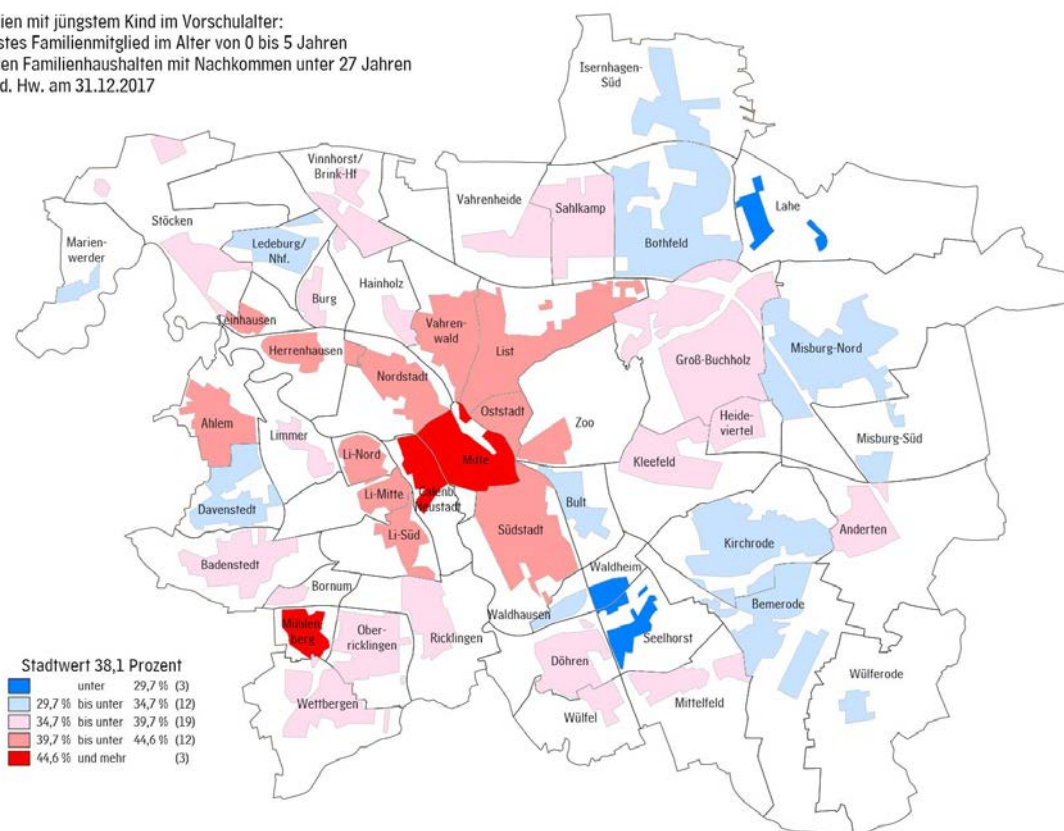 ien mit jüngstem Kind im Vorschulalter:
stes Familienmitglied im Alter von 0 bis 5 Jahren
en Familienhaushalten mit Nachkommen unter 27 Jahren
d. Hw. am 31.12.2017
Isernhagen-
Süd
Vinnhorst/
Brink-Hf
Vahrenheide
Sahlkamp
Lahe
Stöcken
Marien-
werder
Ledeburg/
Nhf.
Bothfeld
Hainholz
Burg
Leinhausen
Vahren-
wald
Herrenhausen
List
Misburg-Nord
Groß-Buchholz
Nordstadt
Oststadt
Ahlem
Zoo
Heide-
viertel
Limmer
Misburg-Süd
Li-Nord
Mitte
Kleefeld
Li-Mitte
Calenb.
Neustadt
Davenstedt
Bult
Südstadt
Anderten
Li-Süd
Kirchrode
Badenstedt
Waldheim
Bornum
Bemerode
Waldhausen
Mühlen-
berg
Ober-
ricklingen
Ricklingen
Seelhorst
Döhren
Wülferode
Wettbergen
Mittelfeld
Wülfel
Stadtwert 38,1 Prozent
unter 29,7 % (3)
29,7 % bis unter 34,7 % (12)
34,7 % bis unter 39,7 % (19)
39,7 % bis unter 44,6 % (12)
44,6 % und mehr (3)